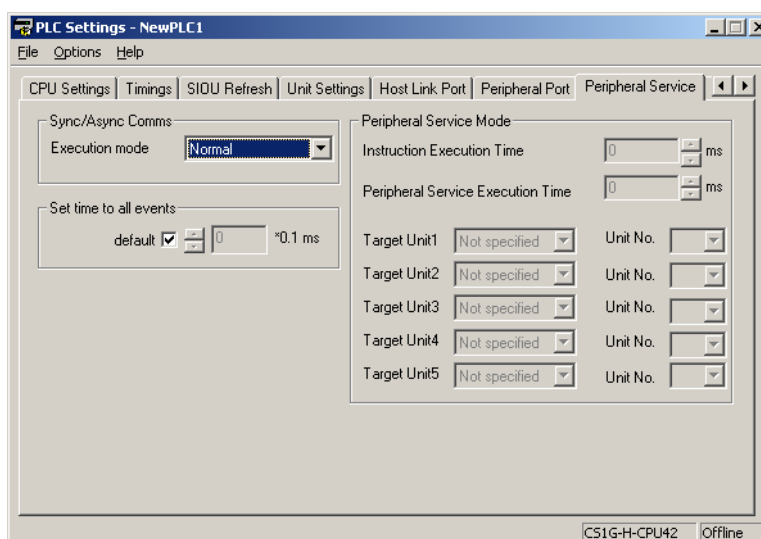 PLC Settings - NewPLC1
File Options Help
CPU Settings Timings SIOU Refresh Unit Settings Host Link Port Peripheral Port Peripheral Service
Sync/Async Comms
Execution mode Normal
Set time to all events
default 0 *0.1 ms
Peripheral Service Mode
Instruction Execution Time 0 ms
Peripheral Service Execution Time 0 ms
Target Unit1 Not specified Unit No.
Target Unit2 Not specified Unit No.
Target Unit3 Not specified Unit No.
Target Unit4 Not specified Unit No.
Target Unit5 Not specified Unit No.
CS1G-H-CPU42 Offline